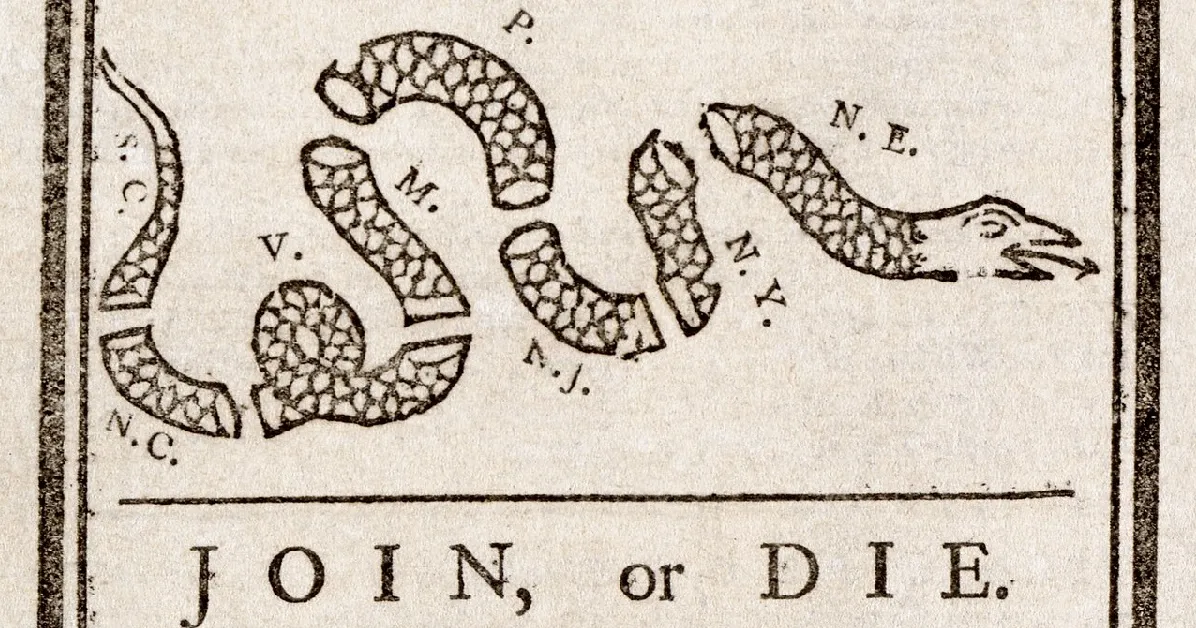 P.
N. E.
S. C.
M.
V.
N. Y.
N. J.
N. C.
JOIN, or DIE.